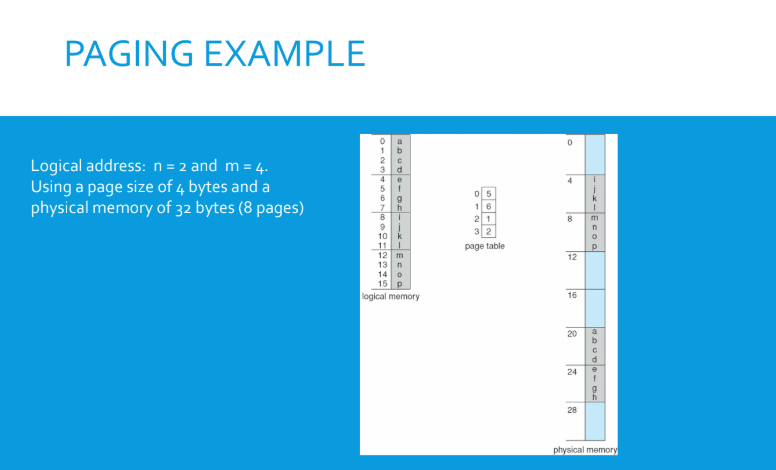 PAGING EXAMPLE
Logical address: n = 2 and m = 4.
Using a page size of 4 bytes and a
physical memory of 32 bytes (8 pages)
0 a
1 b
2 c
3 d
4 e
5 f
6 g
7 h
8 i
9 j
10 k
11 l
12 m
13 n
14 o
15 p
logical memory
0 5
1 6
2 1
3 2
page table
0
4 i
j
k
l
8 m
n
o
p
12
16
20 a
b
c
d
24 e
f
g
h
28
physical memory